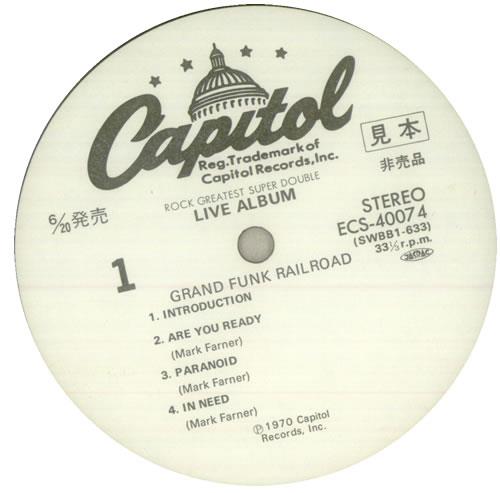 Capitol
Reg. Trademark of
Capitol Records, Inc.
見本
非売品
ROCK GREATEST SUPER DOUBLE
LIVE ALBUM
6/20発売
STEREO
ECS-40074
(SWBB1-633)
33⅓ r.p.m.
JASRAC
1
GRAND FUNK RAILROAD
1. INTRODUCTION
2. ARE YOU READY
(Mark Farner)
3. PARANOID
(Mark Farner)
4. IN NEED
(Mark Farner)
Ⓟ 1970 Capitol
Records, Inc.